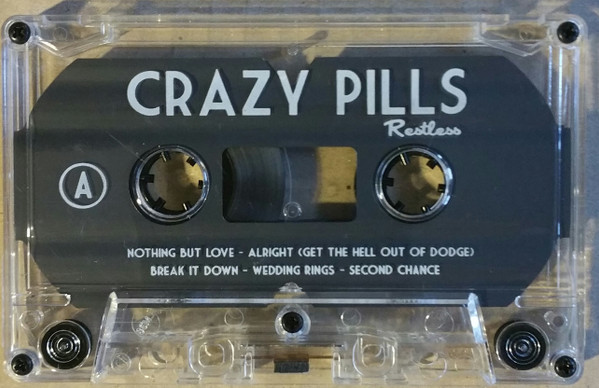 CRAZY PILLS
Restless
A
NOTHING BUT LOVE - ALRIGHT (GET THE HELL OUT OF DODGE)
BREAK IT DOWN - WEDDING RINGS - SECOND CHANCE